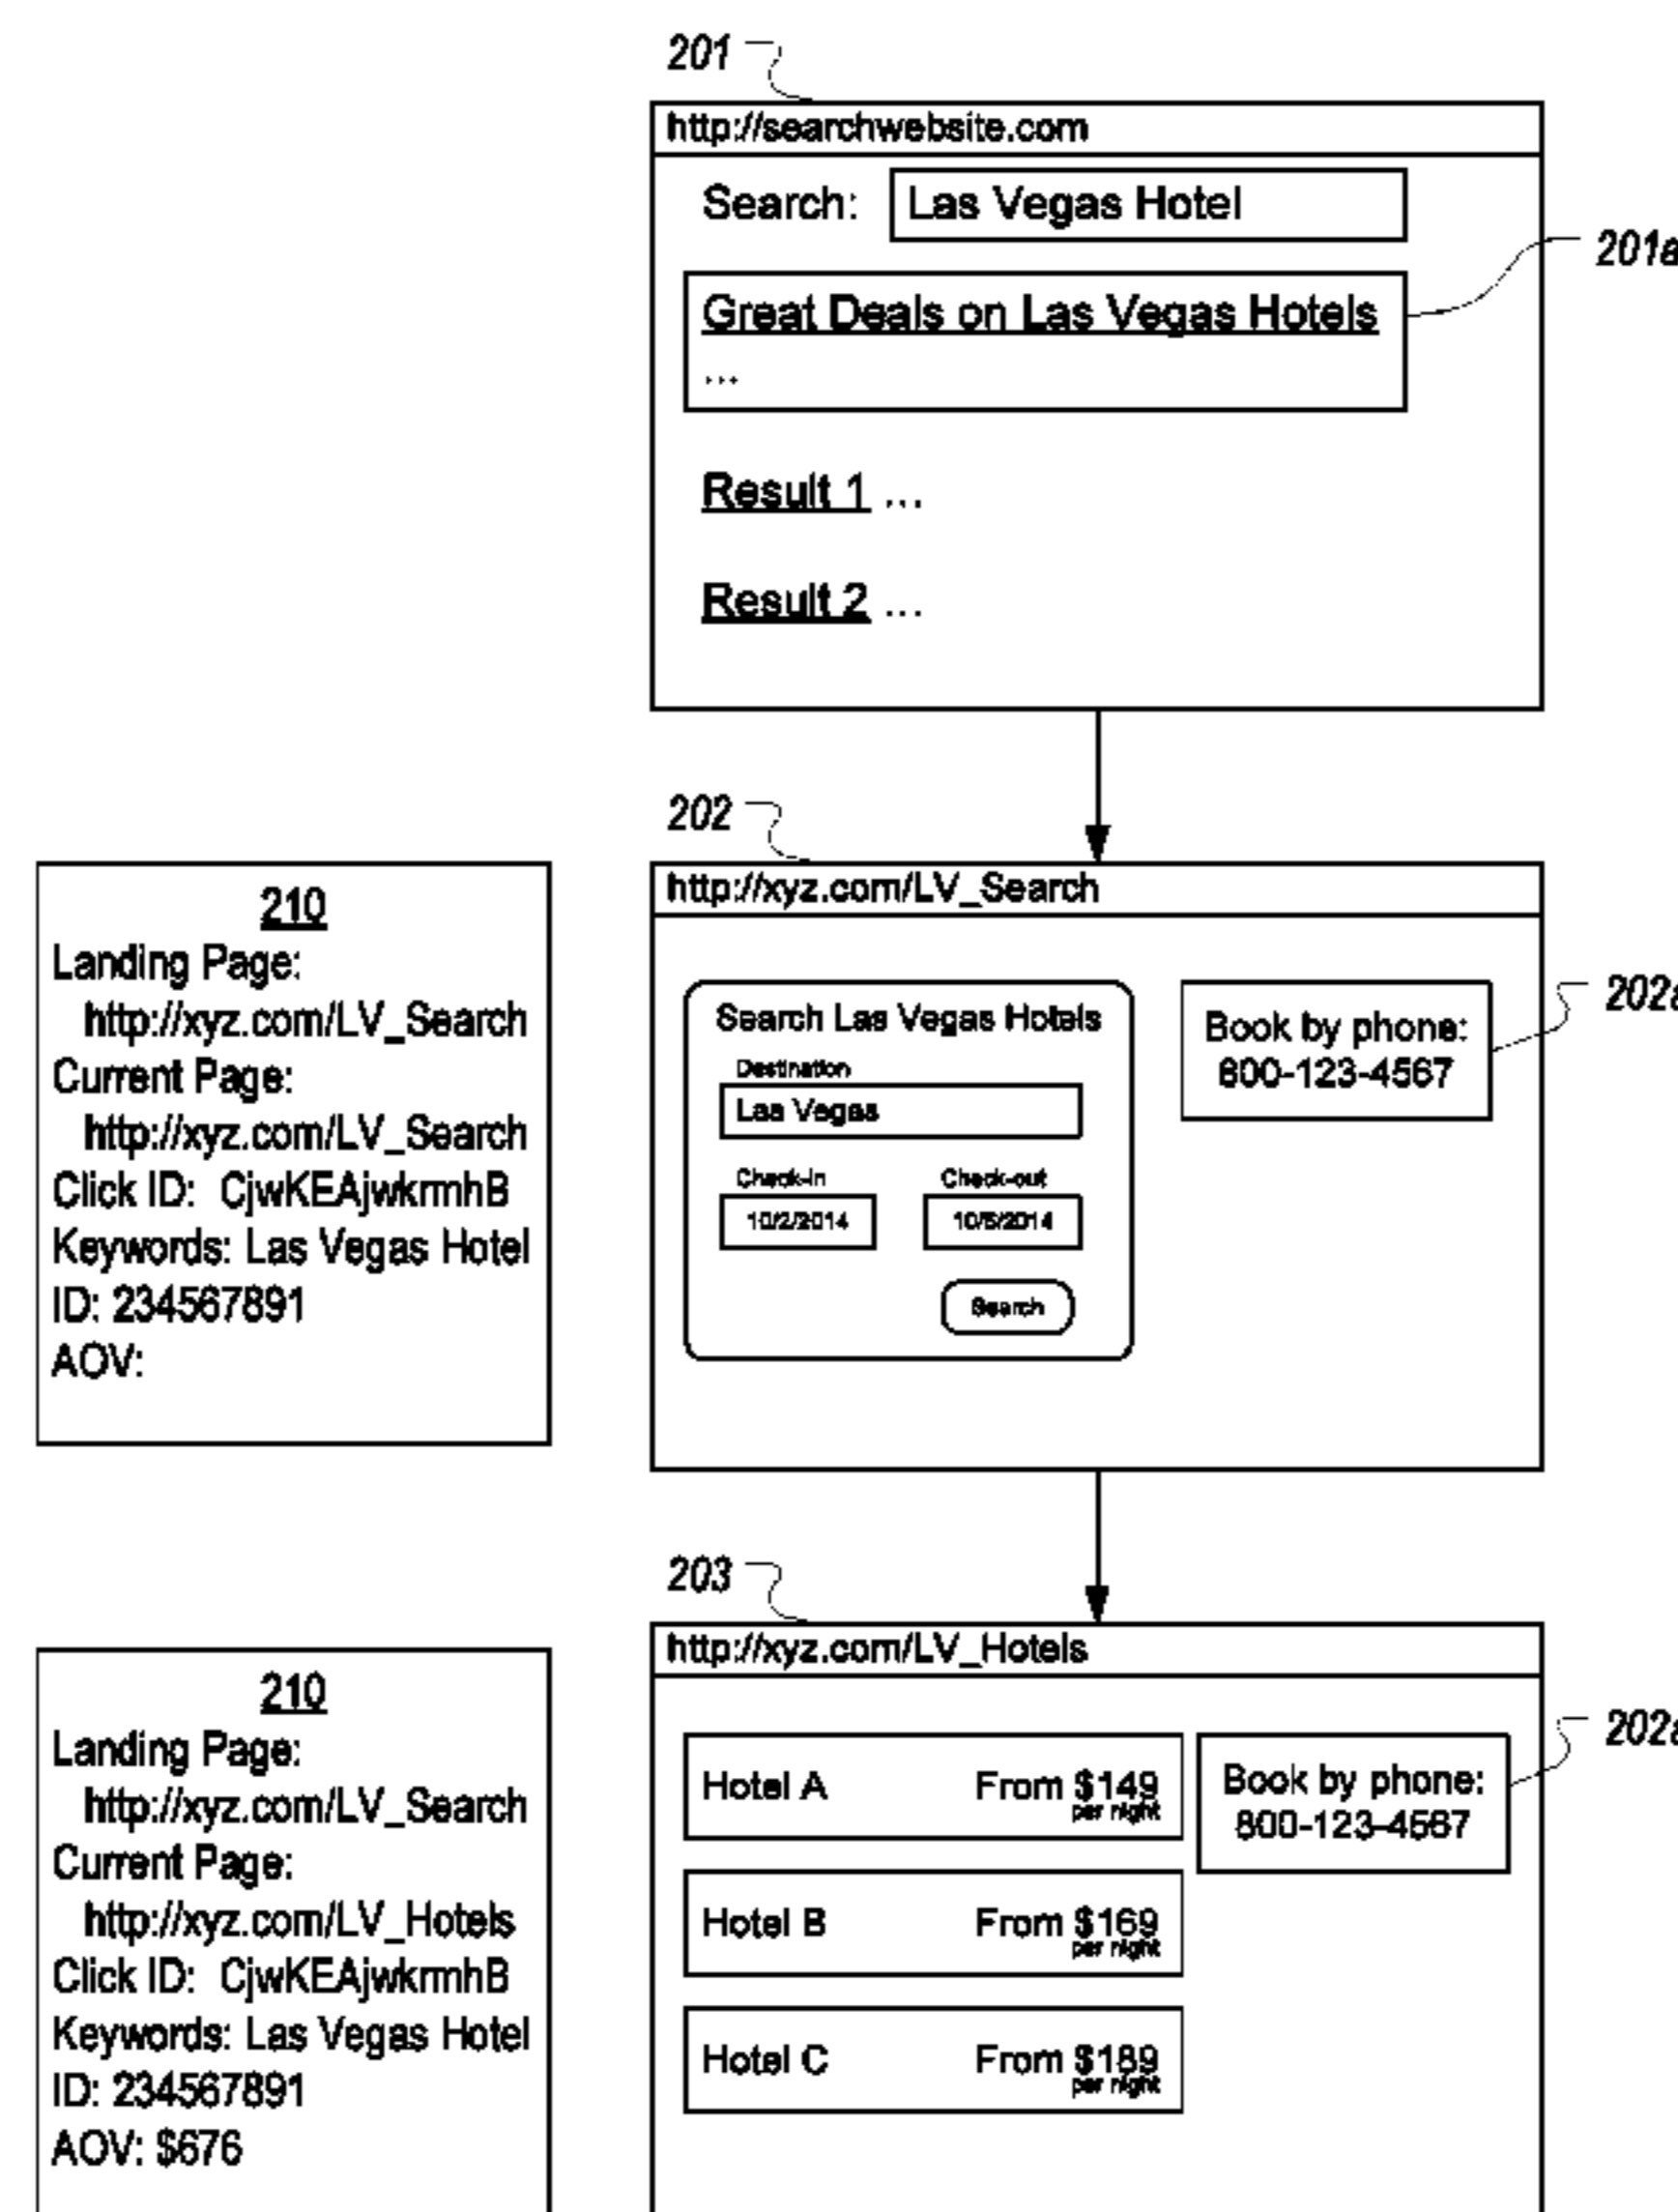 201
http://searchwebsite.com
Search: Las Vegas Hotel
201a
Great Deals on Las Vegas Hotels
...
Result 1 ...
Result 2 ...
202
http://xyz.com/LV_Search
Search Las Vegas Hotels
Destination
Las Vegas
Check-in Check-out
10/2/2014
Search
Book by phone:
800-123-4567
202a
210
Landing Page:
http://xyz.com/LV_Search
Current Page:
http://xyz.com/LV_Search
Click ID: CjwKEAjwkrmhB
Keywords: Las Vegas Hotel
ID: 234567891
AOV:
203
http://xyz.com/LV_Hotels
Hotel A From $149
per night
Hotel B From $169
per night
Hotel C From $189
per night
Book by phone:
800-123-4567
202a
210
Landing Page:
http://xyz.com/LV_Search
Current Page:
http://xyz.com/LV_Hotels
Click ID: CjwKEAjwkrmhB
Keywords: Las Vegas Hotel
ID: 234567891
AOV: $676